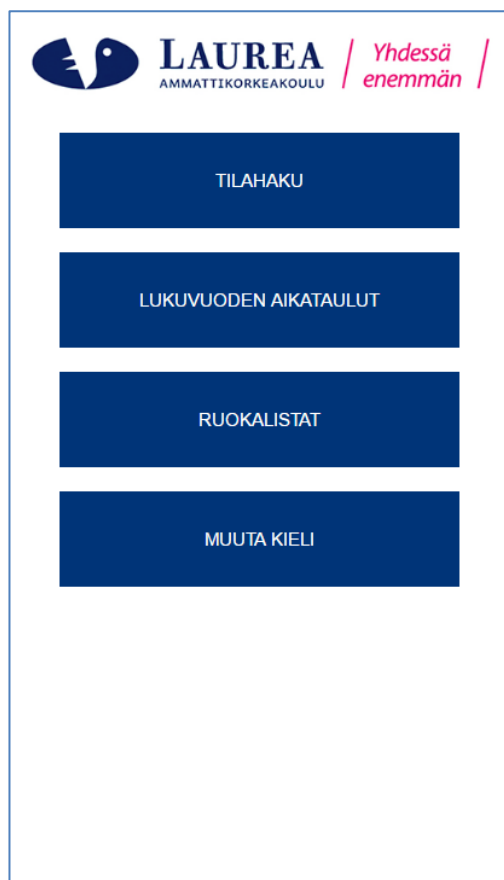 LAUREA
AMMATTIKORKEAKOULU
Yhdessä
enemmän
TILAHAKU
LUKUVUODEN AIKATAULUT
RUOKALISTAT
MUUTA KIELI